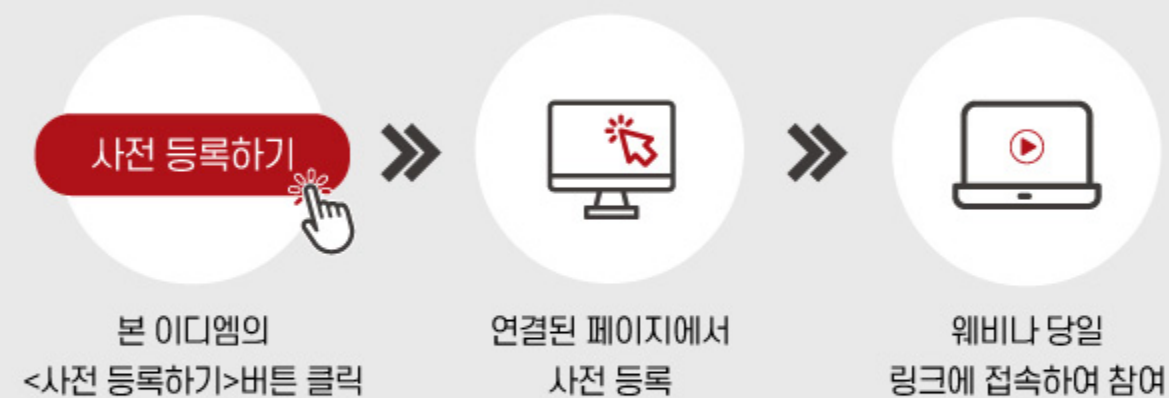 사전 등록하기
본 이디엠의
<사전 등록하기>버튼 클릭
연결된 페이지에서
사전 등록
웨비나 당일
링크에 접속하여 참여